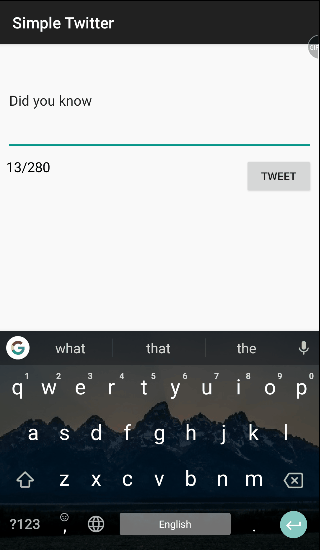 Simple Twitter
GIF
Did you know
13/280
TWEET
G
what that the
1 2 3 4 5 6 7 8 9 0
q w e r t y u i o p
a s d f g h j k l
z x c v b n m
?123 , English .